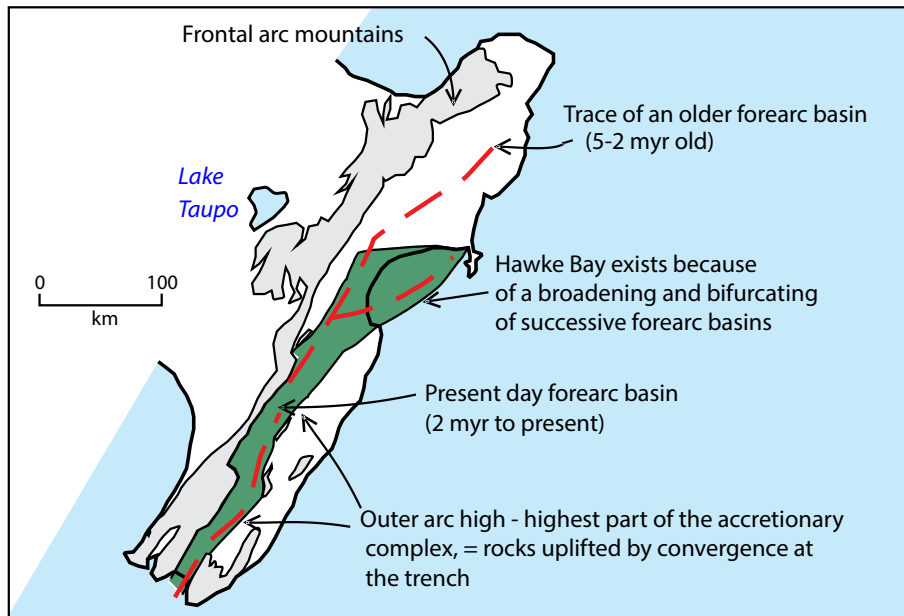 Frontal arc mountains
Trace of an older forearc basin
(5-2 myr old)
Lake
Taupo
0 100
km
Hawke Bay exists because
of a broadening and bifurcating
of successive forearc basins
Present day forearc basin
(2 myr to present)
Outer arc high - highest part of the accretionary
complex, = rocks uplifted by convergence at
the trench